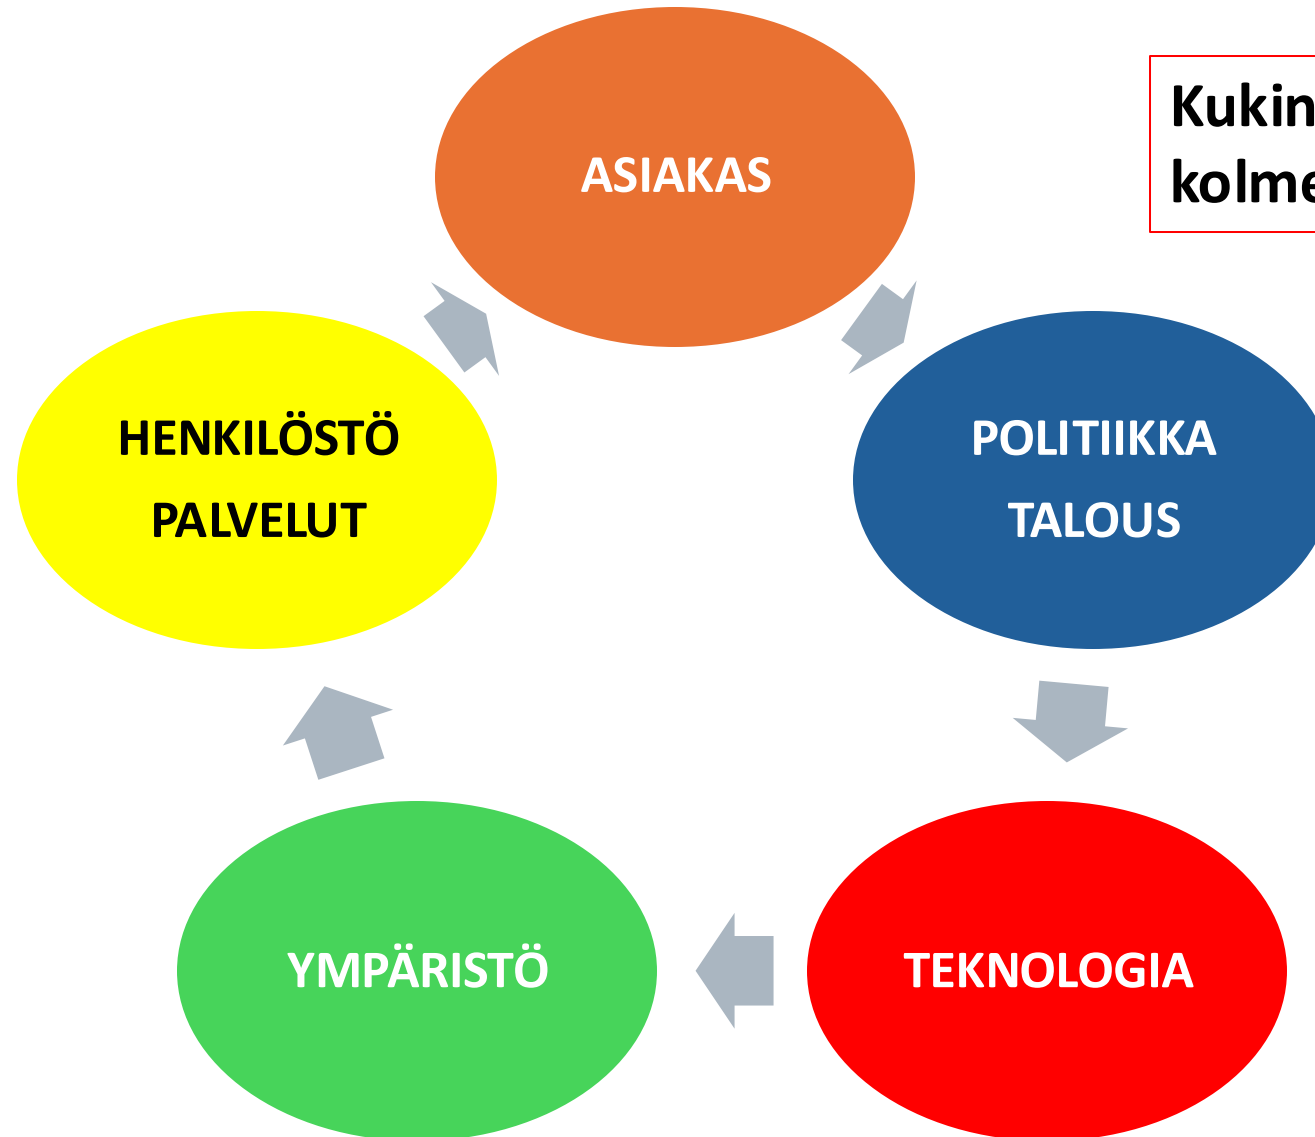 ASIAKAS
Kukin
kolme
HENKILÖSTÖ
PALVELUT
POLITIIKKA
TALOUS
YMPÄRISTÖ
TEKNOLOGIA